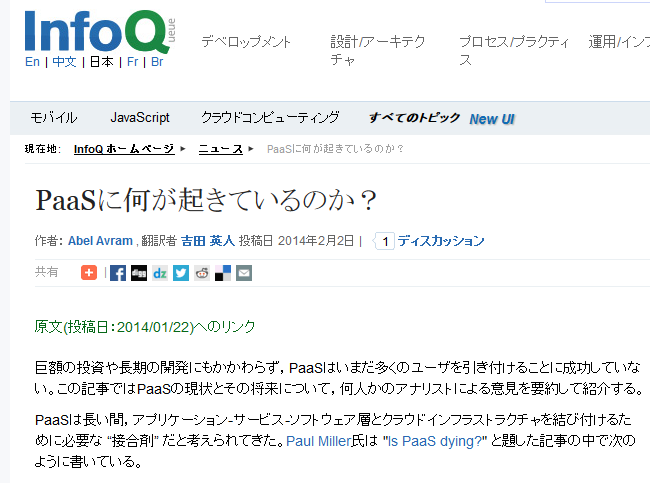 InfoQ ueue
En | 中文 | 日本 | Fr | Br
デベロップメント 設計/アーキテク プロセス/プラクティ 運用/イン
チャ ス
モバイル JavaScript クラウドコンピューティング すべてのトピック New UI
現在地: InfoQ ホームページ ニュース PaaSに何が起きているのか？
PaaSに何が起きているのか？
作者: Abel Avram , 翻訳者 吉田 英人 投稿日 2014年2月2日 | 1 ディスカッション
共有 | digg dz
原文(投稿日：2014/01/22)へのリンク
巨額の投資や長期の開発にもかかわらず，PaaSはいまだ多くのユーザを引き付けることに成功していな
い。この記事ではPaaSの現状とその将来について，何人かのアナリストによる意見を要約して紹介する。
PaaSは長い間，アプリケーション-サービス-ソフトウェア層とクラウドインフラストラクチャを結び付けるた
めに必要な “接合剤” だと考えられてきた。Paul Miller氏は "Is PaaS dying?" と題した記事の中で次の
ように書いている。